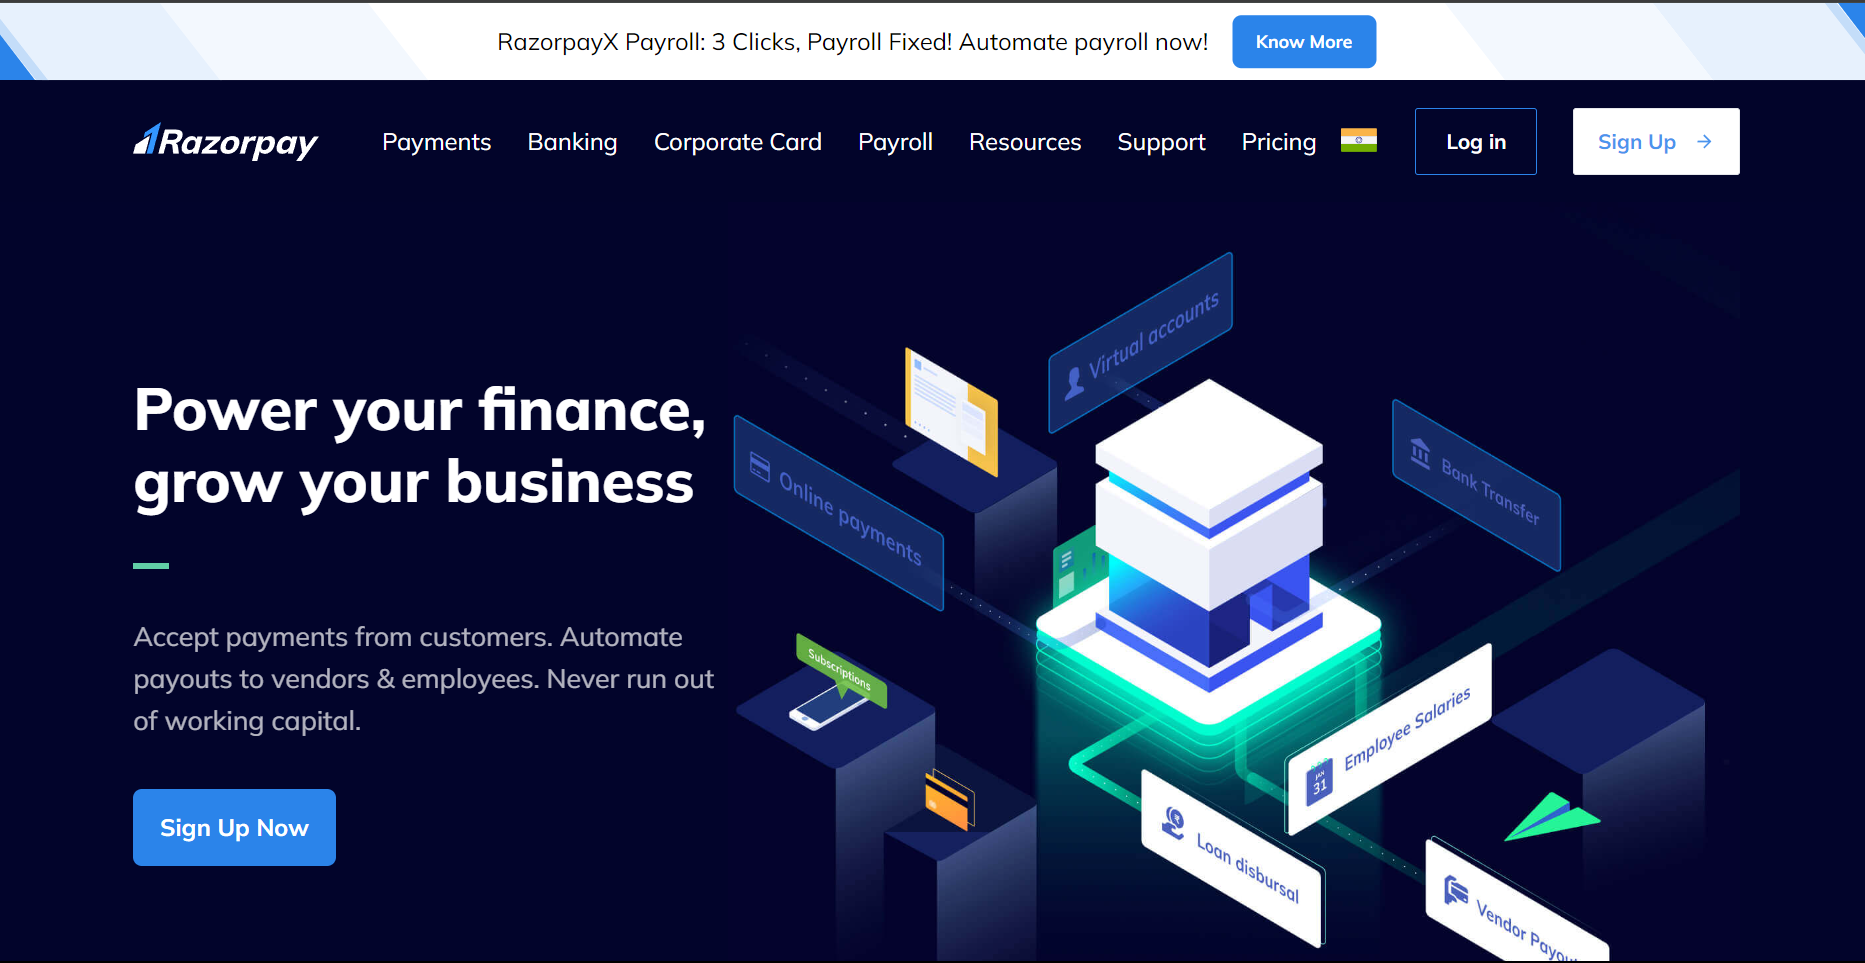 RazorpayX Payroll: 3 Clicks, Payroll Fixed! Automate payroll now!
Know More
Razorpay
Payments
Banking
Corporate Card
Payroll
Resources
Support
Pricing
Log in
Sign Up
Power your finance,
grow your business
Accept payments from customers. Automate
payouts to vendors & employees. Never run out
of working capital.
Sign Up Now
Virtual accounts
Online payments
Bank Transfer
Subscriptions
JAN
31
Employee Salaries
Loan disbursal
Vendor